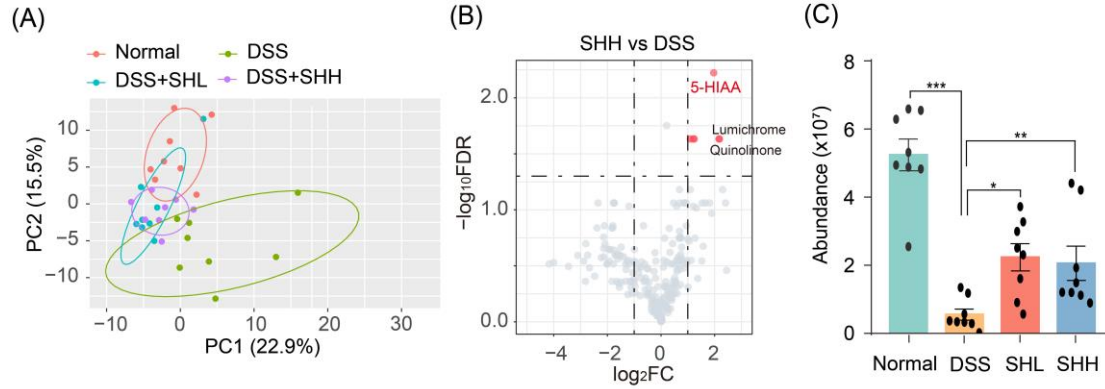 (A)
Normal
DSS
DSS+SHL
DSS+SHH
PC2 (15.5%)
10
5
0
−5
−10
−10
0
10
20
30
PC1 (22.9%)
(B)
SHH vs DSS
−log10FDR
2.0
1.0
0.0
5-HIAA
Lumichrome
Quinolinone
−4
−2
0
2
log2FC
(C)
Abundance (x10⁷)
8
6
4
2
0
***
**
*
Normal
DSS
SHL
SHH